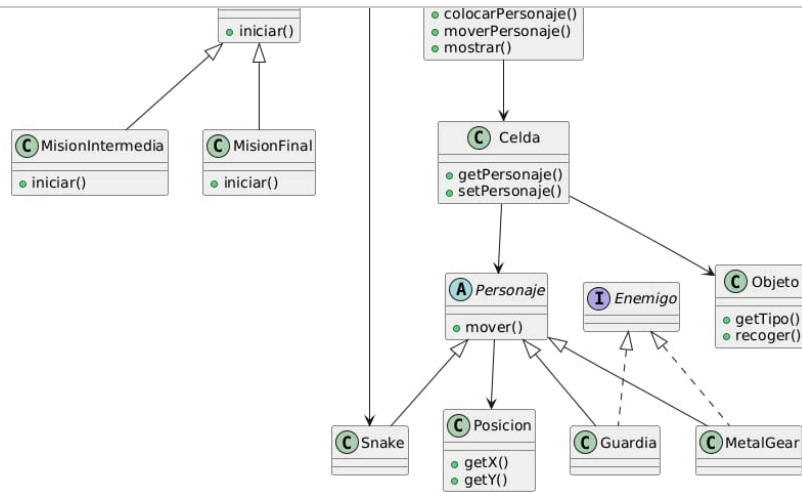 colocarPersonaje()
moverPersonaje()
mostrar()
iniciar()
C MisionIntermedia
iniciar()
C MisionFinal
iniciar()
C Celda
getPersonaje()
setPersonaje()
A Personaje
mover()
I Enemigo
C Objeto
getTipo()
recoger()
C Snake
C Posicion
getX()
getY()
C Guardia
C MetalGear